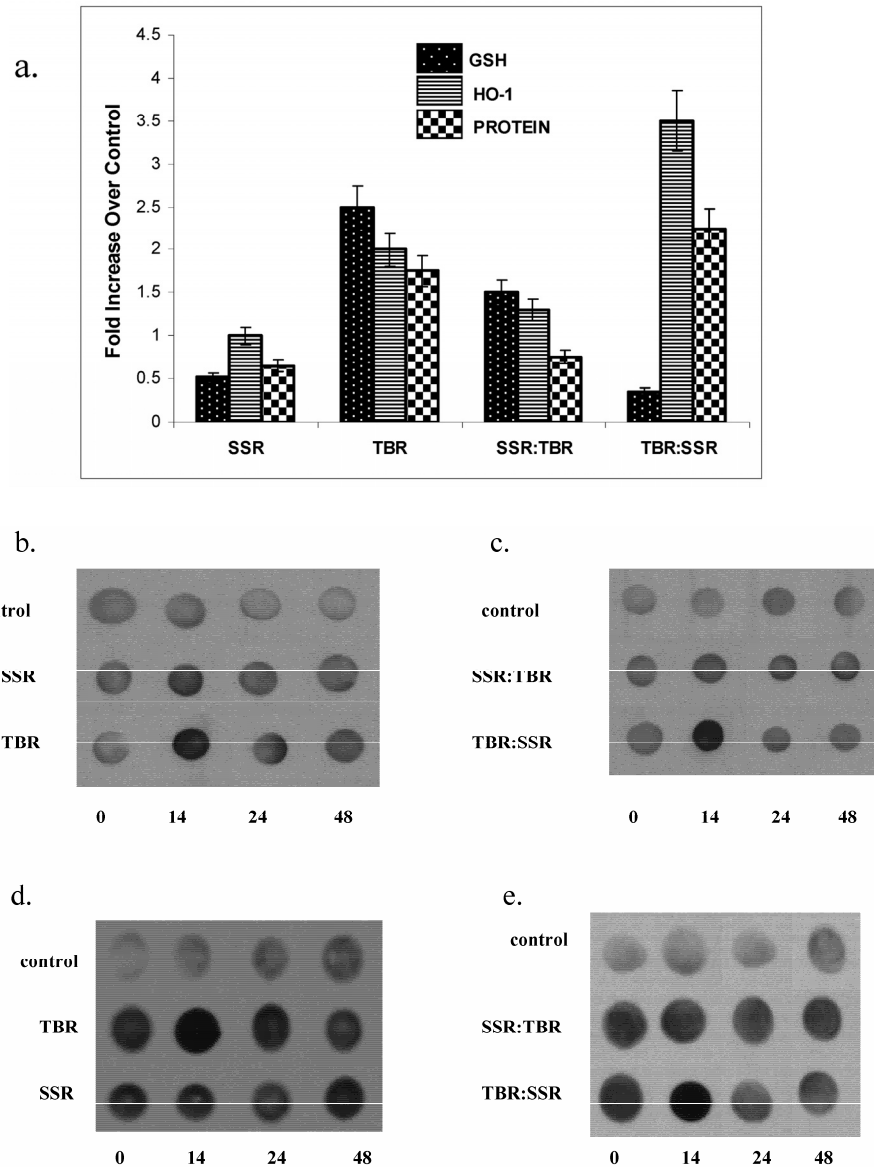 a.
Fold Increase Over Control
4.5
4
3.5
3
2.5
2
1.5
1
0.5
0
GSH
HO-1
PROTEIN
SSR TBR SSR:TBR TBR:SSR
b.
trol
SSR
TBR
0 14 24 48
c.
control
SSR:TBR
TBR:SSR
0 14 24 48
d.
control
TBR
SSR
0 14 24 48
e.
control
SSR:TBR
TBR:SSR
0 14 24 48